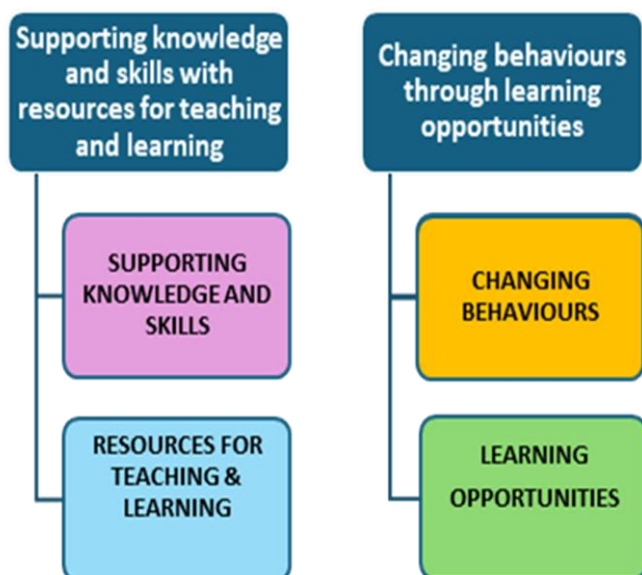 Supporting knowledge
and skills with
resources for teaching
and learning
SUPPORTING
KNOWLEDGE AND
SKILLS
RESOURCES FOR
TEACHING &
LEARNING
Changing behaviours
through learning
opportunities
CHANGING
BEHAVIOURS
LEARNING
OPPORTUNITIES